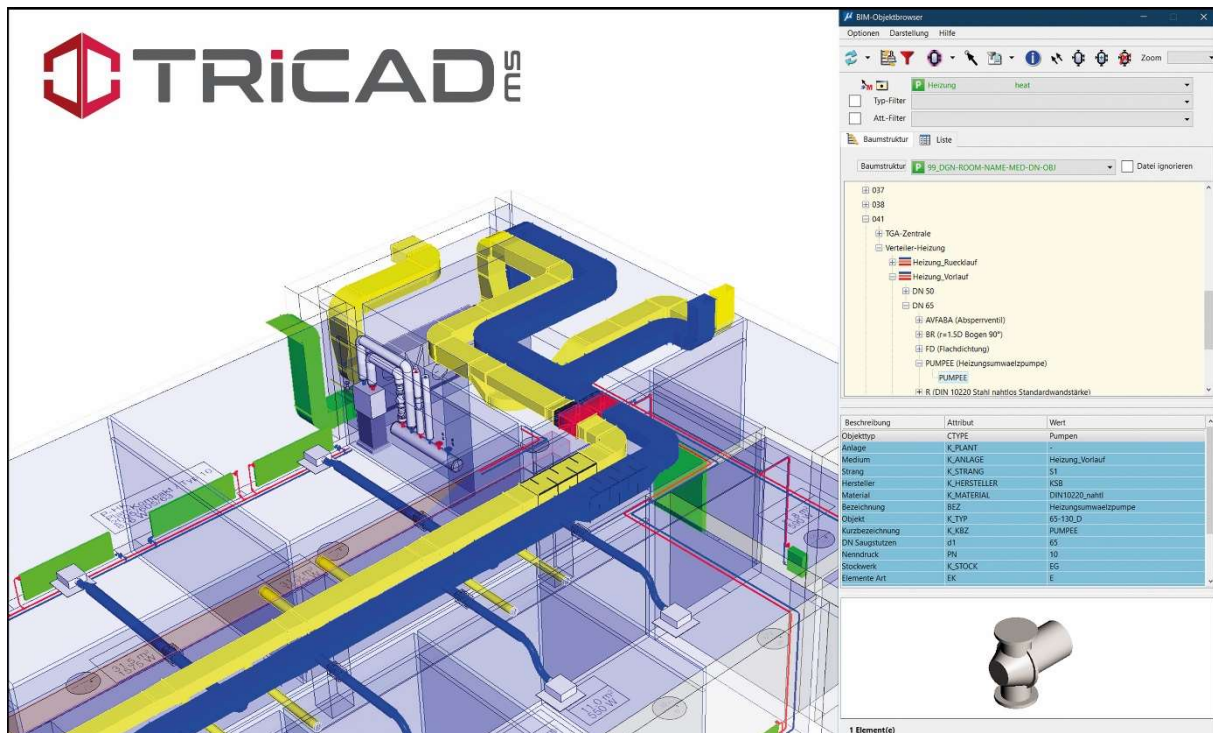 TRiCAD MS
BIM-Objektbrowser
Optionen Darstellung Hilfe
Zoom
P Heizung heat
Typ-Filter
Att.-Filter
Baumstruktur Liste
Baumstruktur P 99_DGN-ROOM-NAME-MED-DN-OBJ Datei ignorieren
037
038
041
TGA-Zentrale
Verteiler-Heizung
Heizung_Ruecklauf
Heizung_Vorlauf
DN 50
DN 65
AVFABA (Absperrventil)
BR (r=1.5D Bogen 90°)
FD (Flachdichtung)
PUMPEE (Heizungsumwaelzpumpe)
PUMPEE
R (DIN 10220 Stahl nahtlos Standardwandstärke)
Beschreibung Attribut Wert
Objekttyp CTYPE Pumpen
Anlage K_PLANT -
Medium K_ANLAGE Heizung_Vorlauf
Strang K_STRANG S1
Hersteller K_HERSTELLER KSB
Material K_MATERIAL DIN10220_nahtl
Bezeichnung BEZ Heizungsumwaelzpumpe
Objekt K_TYP 65-130_D
Kurzbezeichnung K_KBZ PUMPEE
DN Saugstutzen d1 65
Nenndruck PN 10
Stockwerk K_STOCK EG
Elemente Art EK E
11.0 m²
550 W
1 Element(e)